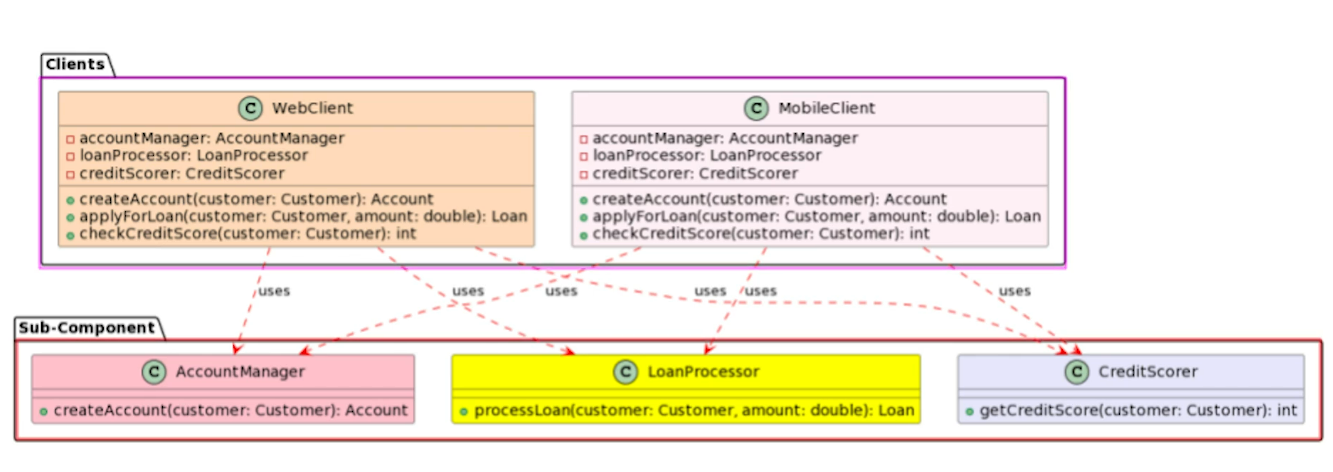 Clients
C WebClient
accountManager: AccountManager
loanProcessor: LoanProcessor
creditScorer: CreditScorer
createAccount(customer: Customer): Account
applyForLoan(customer: Customer, amount: double): Loan
checkCreditScore(customer: Customer): int
C MobileClient
accountManager: AccountManager
loanProcessor: LoanProcessor
creditScorer: CreditScorer
createAccount(customer: Customer): Account
applyForLoan(customer: Customer, amount: double): Loan
checkCreditScore(customer: Customer): int
uses
uses
uses
uses
uses
uses
Sub-Component
C AccountManager
createAccount(customer: Customer): Account
C LoanProcessor
processLoan(customer: Customer, amount: double): Loan
C CreditScorer
getCreditScore(customer: Customer): int